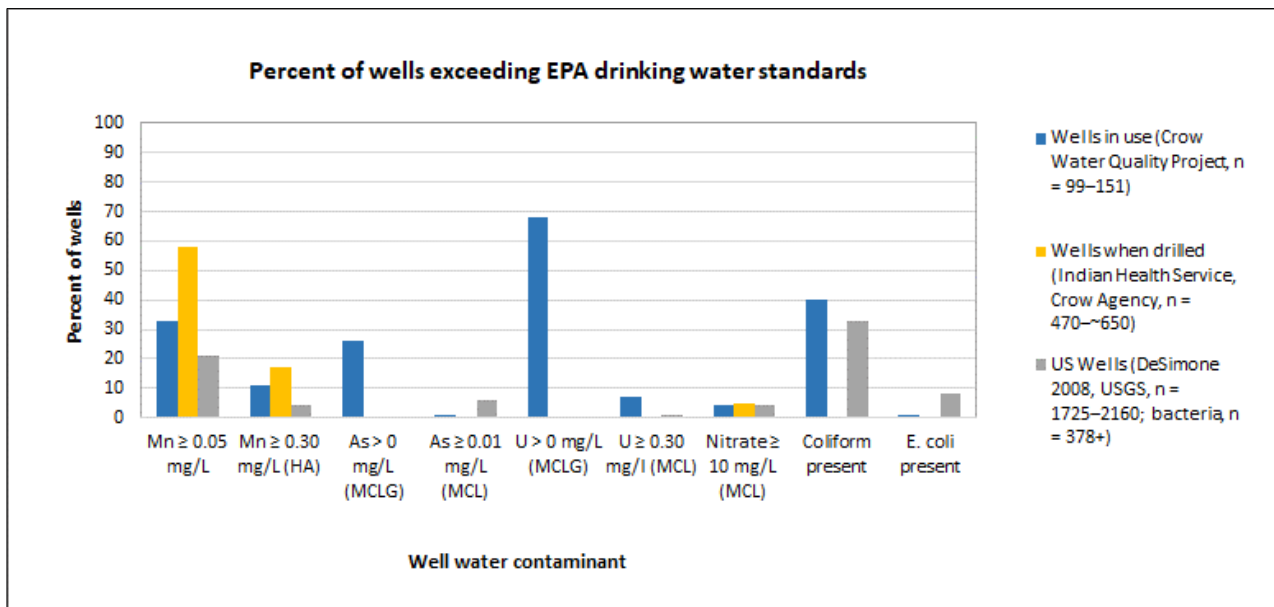 Percent of wells exceeding EPA drinking water standards
Percent of wells
100
90
80
70
60
50
40
30
20
10
0
Mn ≥ 0.05
mg/L
Mn ≥ 0.30
mg/L (HA)
As > 0
mg/L
(MCLG)
As ≥ 0.01
mg/L
(MCL)
U > 0 mg/L
(MCLG)
U ≥ 0.30
mg/l (MCL)
Nitrate ≥
10 mg/L
(MCL)
Coliform
present
E. coli
present
Well water contaminant
Wells in use (Crow
Water Quality Project, n
= 99–151)
Wells when drilled
(Indian Health Service,
Crow Agency, n =
470–~650)
US Wells (DeSimone
2008, USGS, n =
1725–2160; bacteria, n
= 378+)